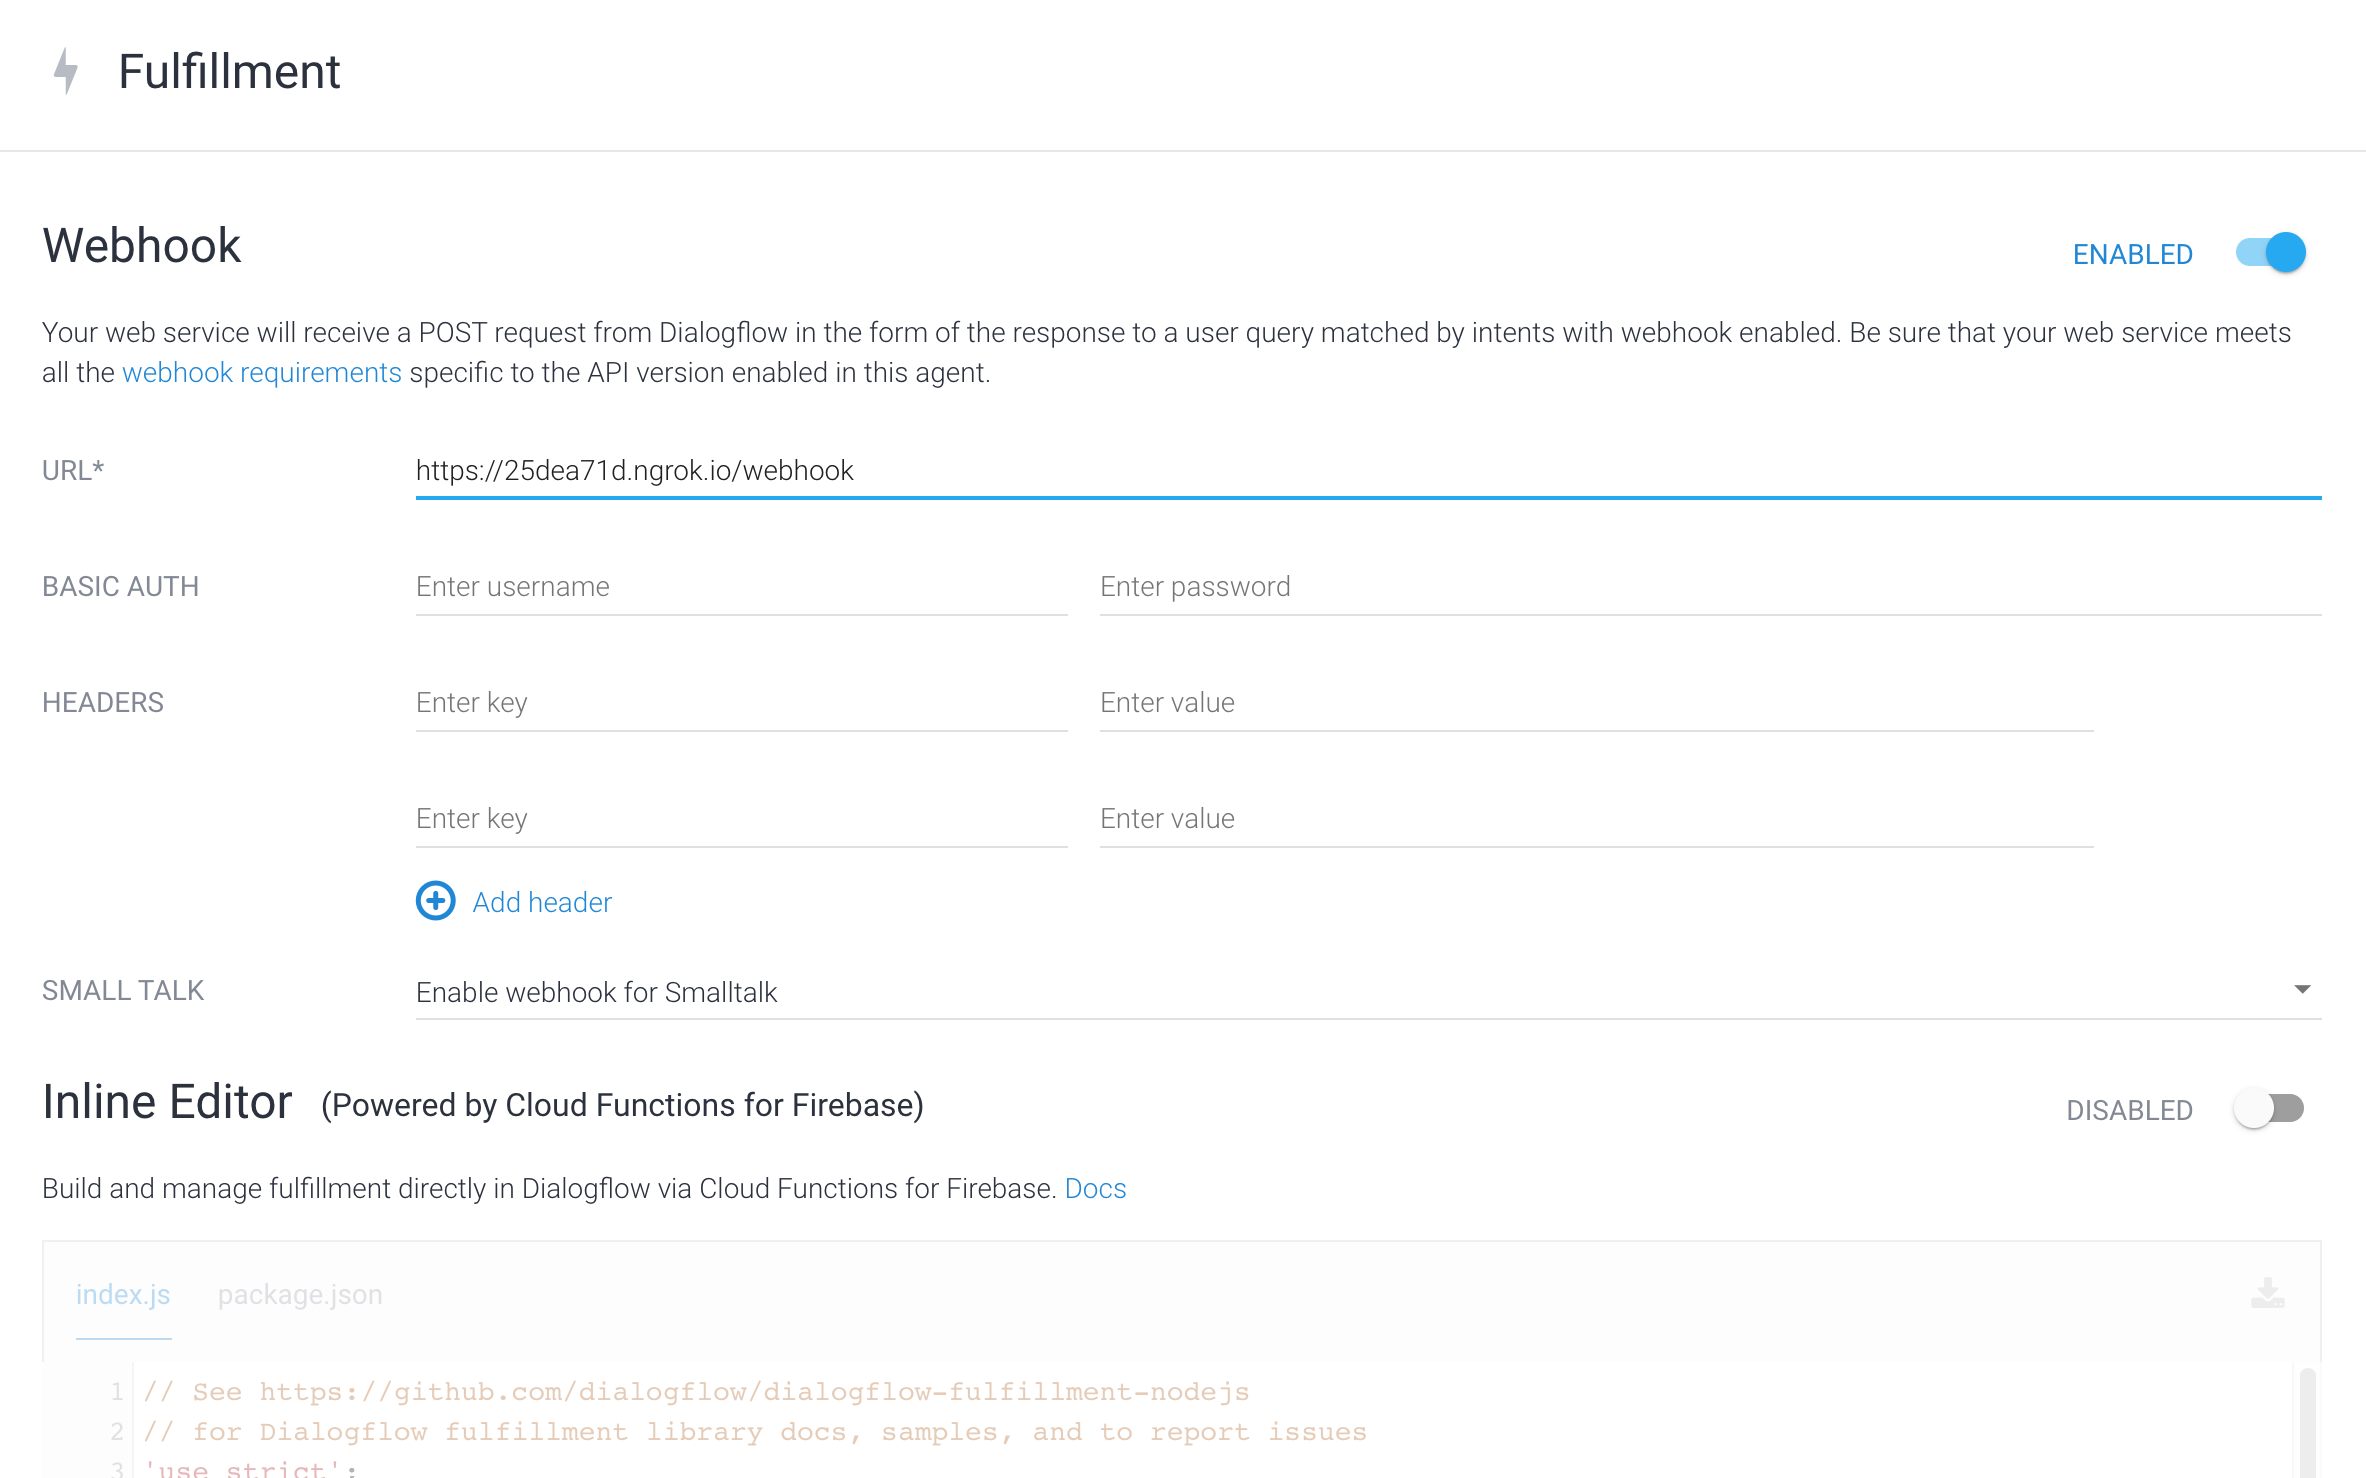 Fulfillment
Webhook
ENABLED
Your web service will receive a POST request from Dialogflow in the form of the response to a user query matched by intents with webhook enabled. Be sure that your web service meets
all the webhook requirements specific to the API version enabled in this agent.
URL* https://25dea71d.ngrok.io/webhook
BASIC AUTH Enter username Enter password
HEADERS Enter key Enter value
Enter key Enter value
Add header
SMALL TALK Enable webhook for Smalltalk
Inline Editor (Powered by Cloud Functions for Firebase) DISABLED
Build and manage fulfillment directly in Dialogflow via Cloud Functions for Firebase. Docs
index.js package.json
1 // See https://github.com/dialogflow/dialogflow-fulfillment-nodejs
2 // for Dialogflow fulfillment library docs, samples, and to report issues
3 'use strict';